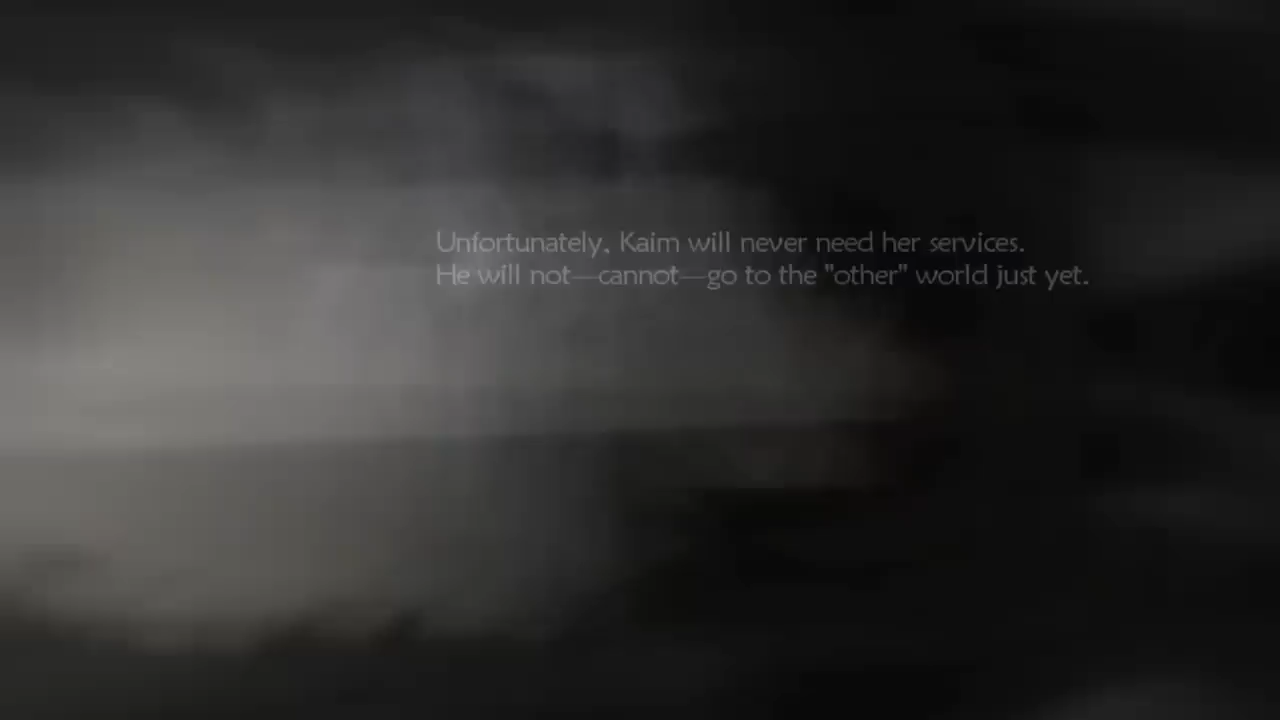 Unfortunately, Kaim will never need her services.
He will not—cannot—go to the "other" world just yet.